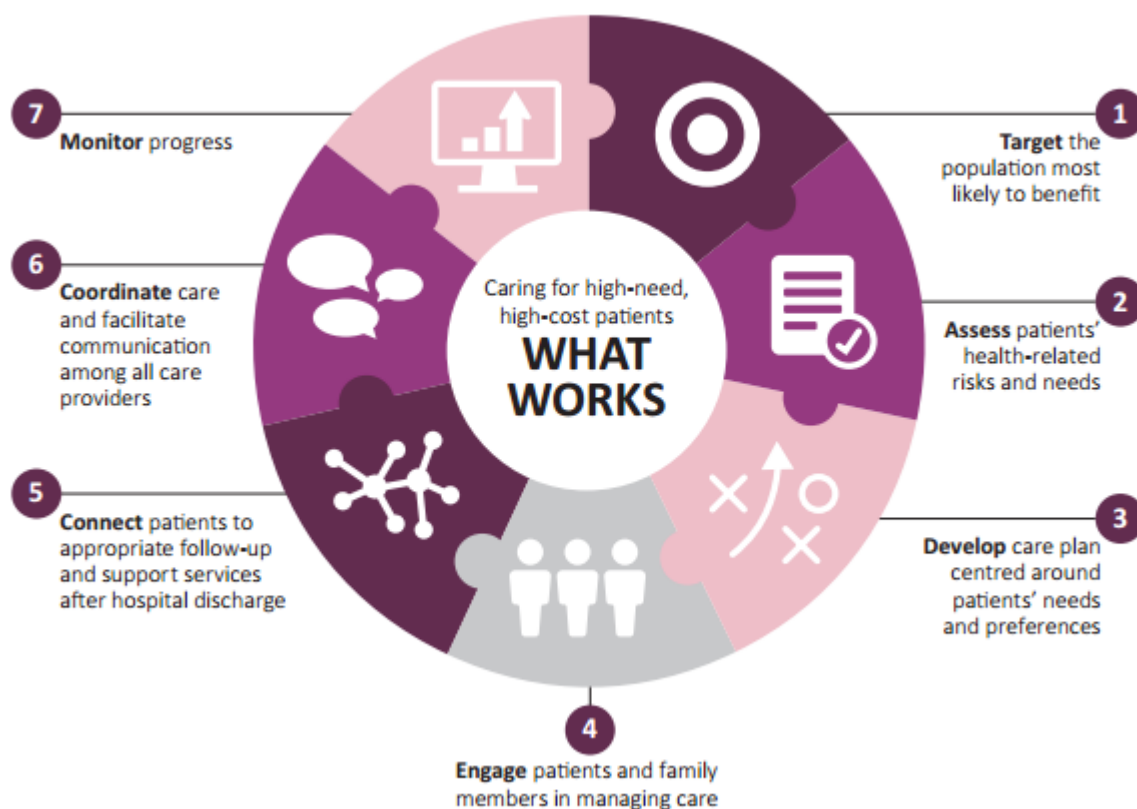 Caring for high-need,
high-cost patients
WHAT
WORKS
1
Target the
population most
likely to benefit
2
Assess patients’
health-related
risks and needs
3
Develop care plan
centred around
patients’ needs
and preferences
4
Engage patients and family
members in managing care
5
Connect patients to
appropriate follow-up
and support services
after hospital discharge
6
Coordinate care
and facilitate
communication
among all care
providers
7
Monitor progress